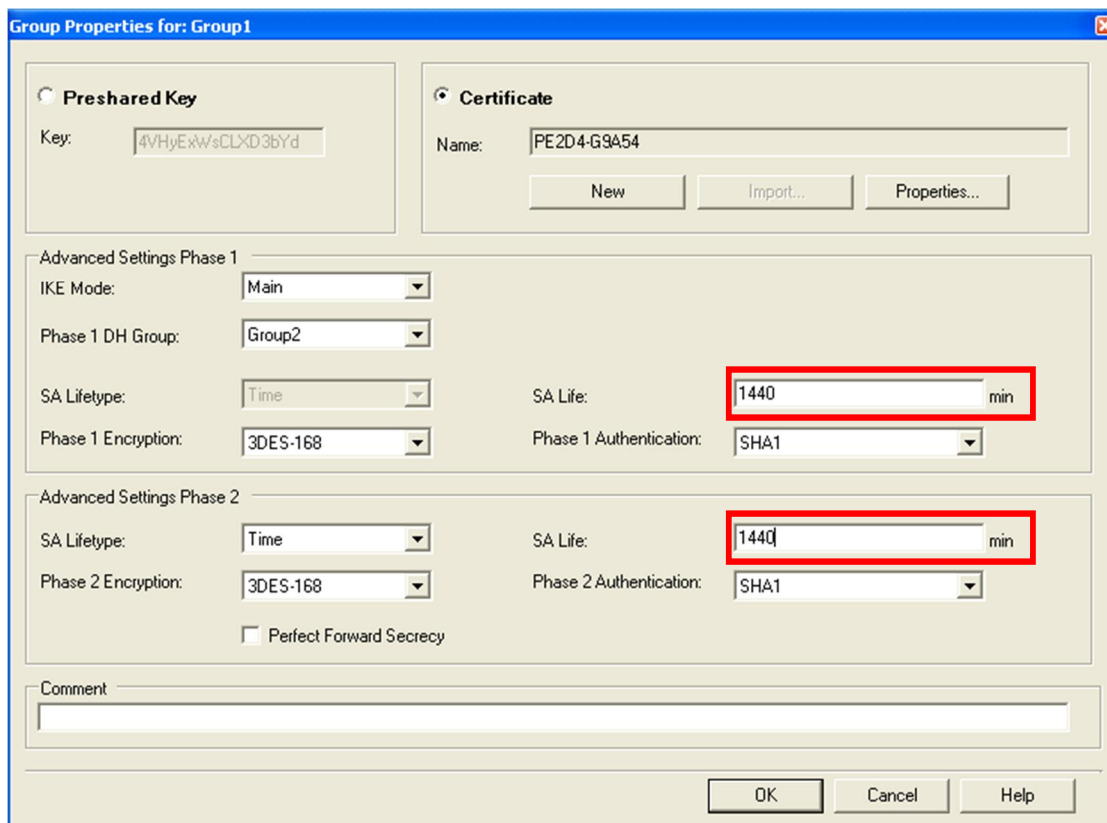 Group Properties for: Group1
Preshared Key
Key: 4VHyExWsCLXD3bYd
Certificate
Name: PE2D4-G9A54
New Import... Properties...
Advanced Settings Phase 1
IKE Mode: Main
Phase 1 DH Group: Group2
SA Lifetype: Time SA Life: 1440 min
Phase 1 Encryption: 3DES-168 Phase 1 Authentication: SHA1
Advanced Settings Phase 2
SA Lifetype: Time SA Life: 1440 min
Phase 2 Encryption: 3DES-168 Phase 2 Authentication: SHA1
Perfect Forward Secrecy
Comment
OK Cancel Help